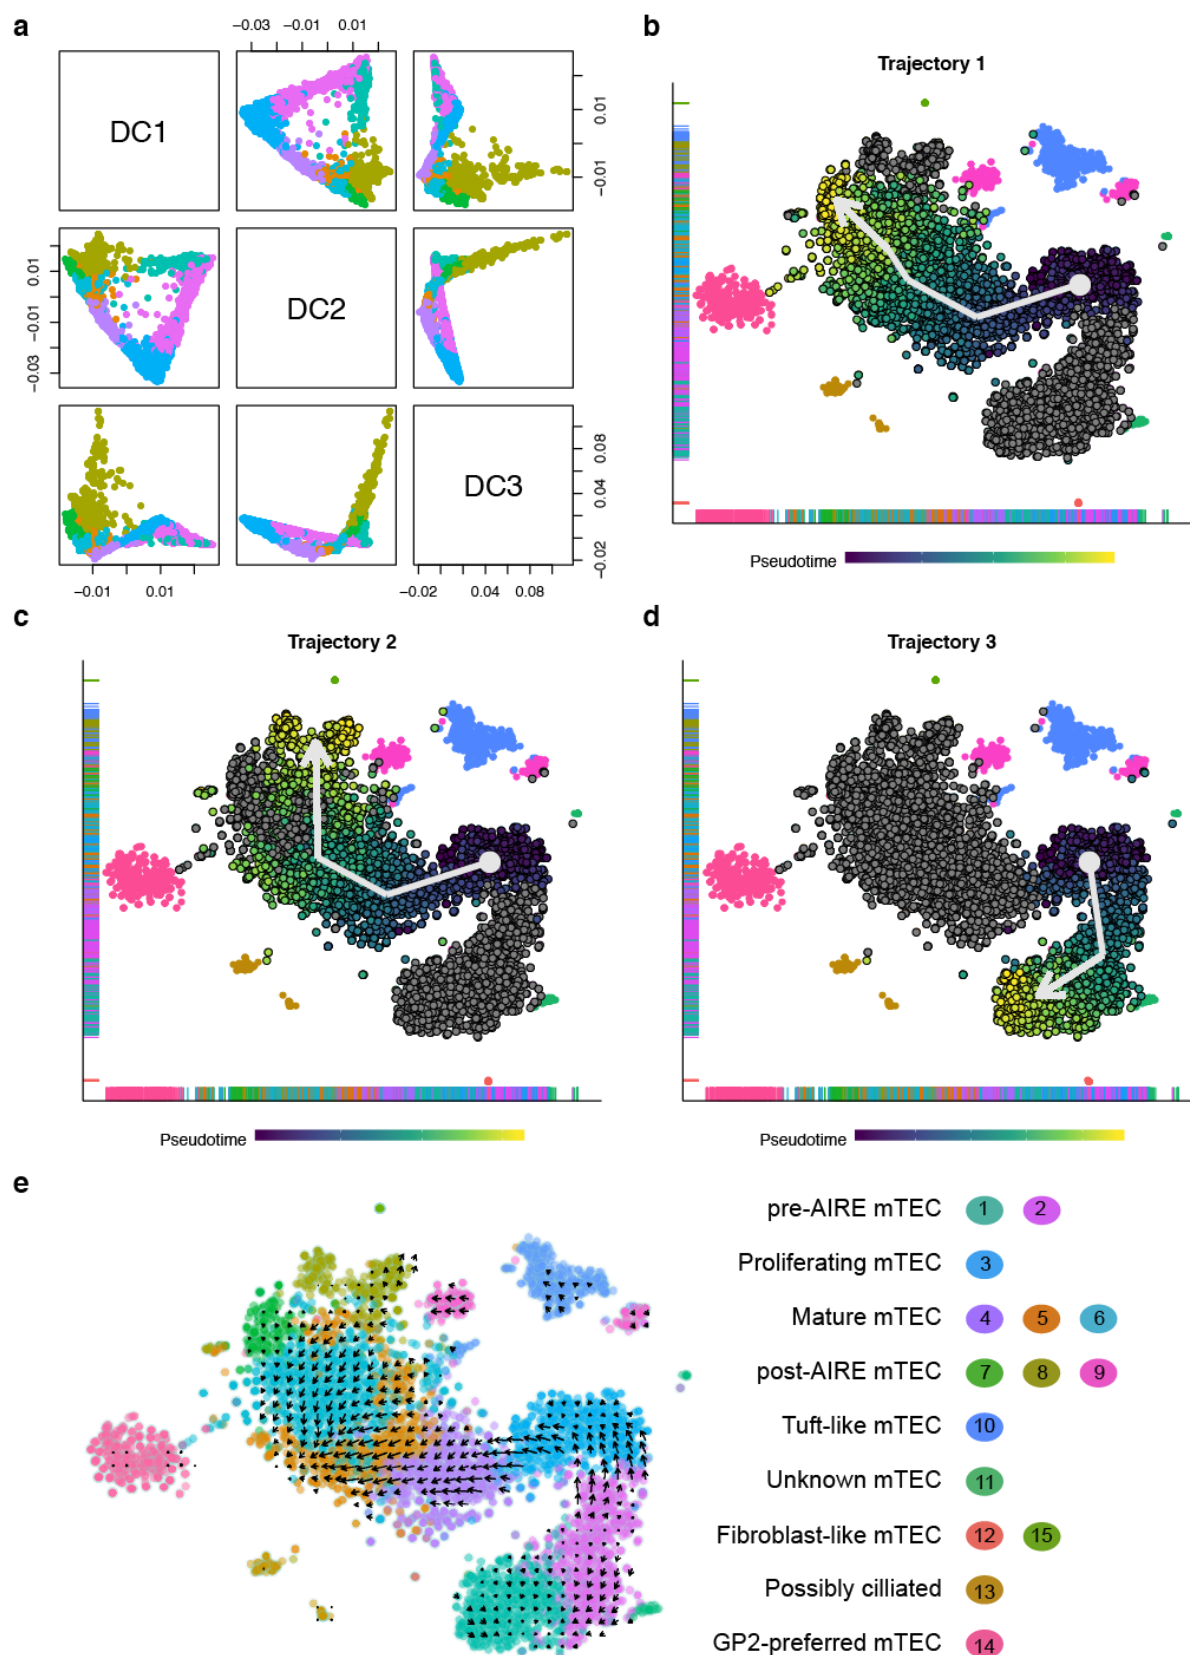 a
−0.03 −0.01 0.01
DC1
0.01
−0.01
0.01
−0.01
−0.03
DC2
DC3
0.08
0.04
−0.02
−0.01 0.01
−0.02 0.04 0.08
b
Trajectory 1
Pseudotime
c
Trajectory 2
Pseudotime
d
Trajectory 3
Pseudotime
e
pre-AIRE mTEC 1 2
Proliferating mTEC 3
Mature mTEC 4 5 6
post-AIRE mTEC 7 8 9
Tuft-like mTEC 10
Unknown mTEC 11
Fibroblast-like mTEC 12 15
Possibly cilliated 13
GP2-preferred mTEC 14